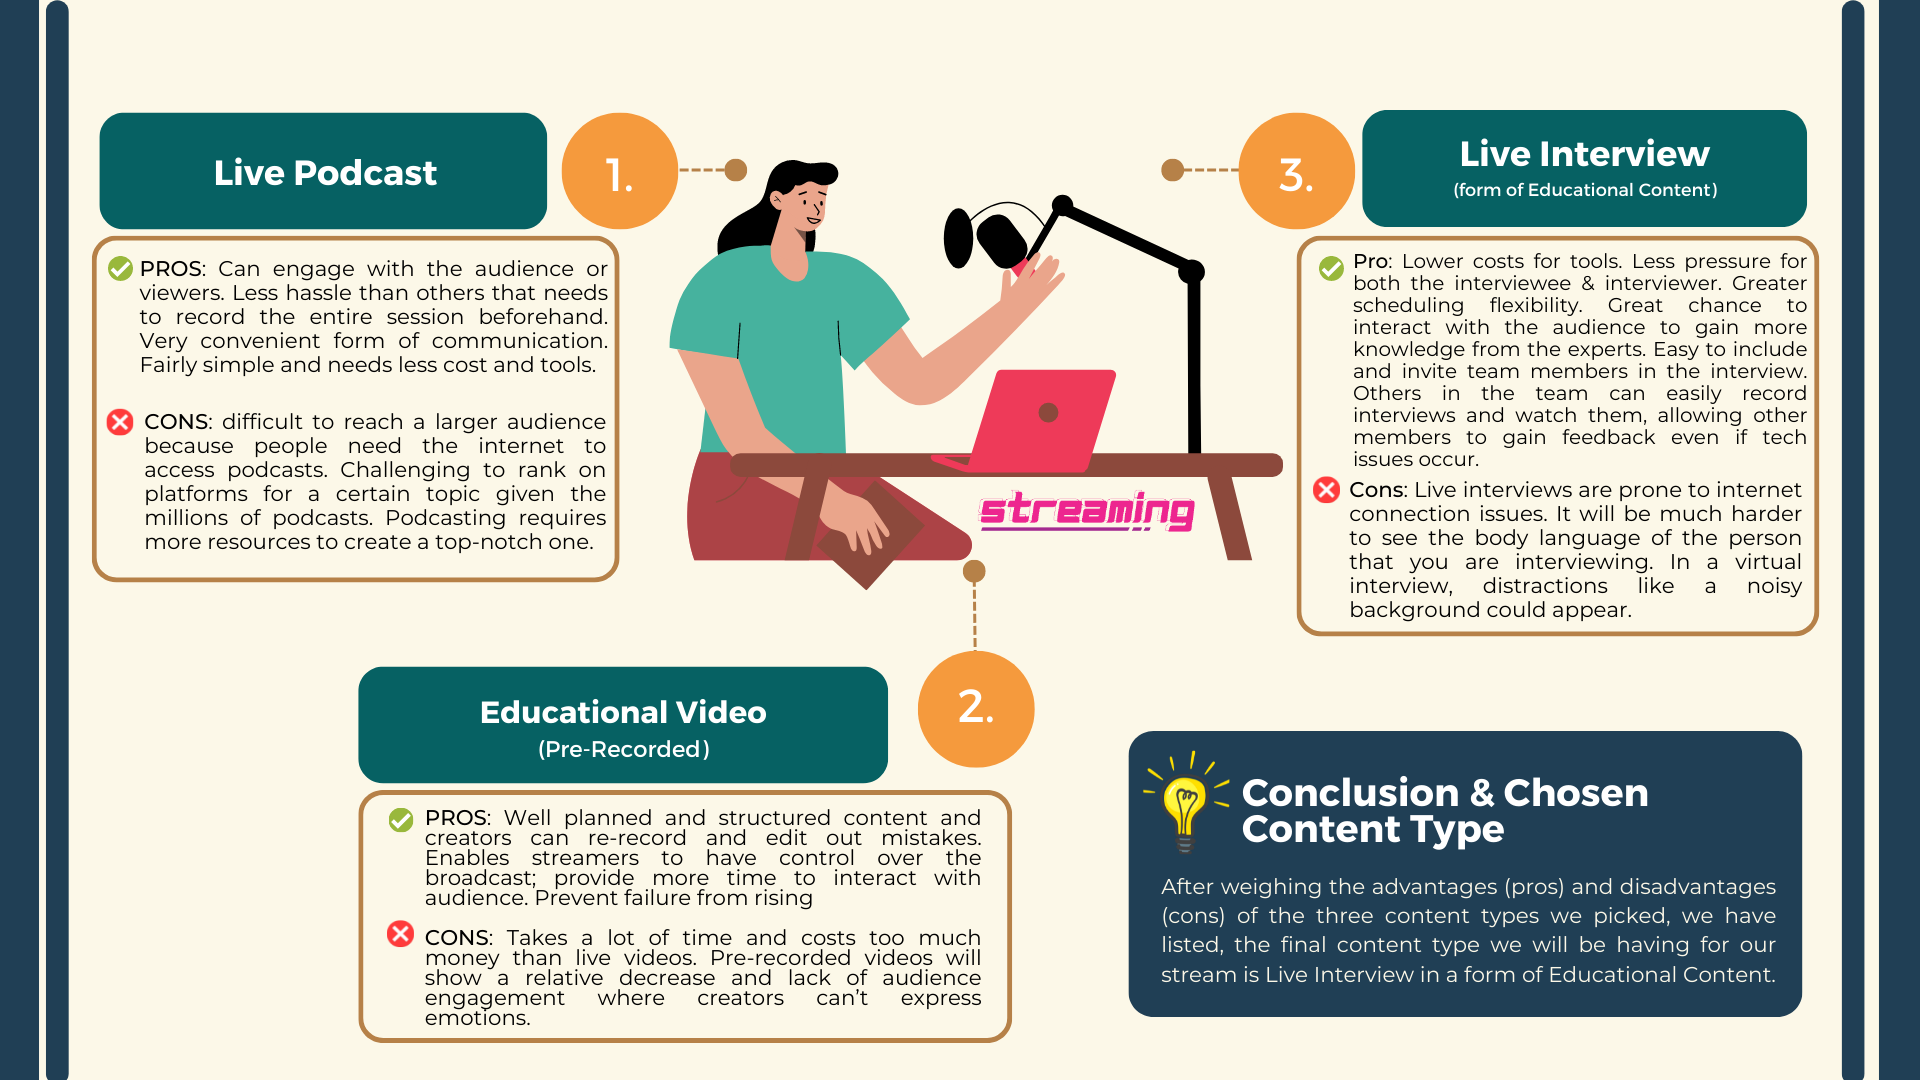 Live Podcast
1.
PROS: Can engage with the audience or
viewers. Less hassle than others that needs
to record the entire session beforehand.
Very convenient form of communication.
Fairly simple and needs less cost and tools.
CONS: difficult to reach a larger audience
because people need the internet to
access podcasts. Challenging to rank on
platforms for a certain topic given the
millions of podcasts. Podcasting requires
more resources to create a top-notch one.
streaming
2.
Educational Video
(Pre-Recorded)
PROS: Well planned and structured content and
creators can re-record and edit out mistakes.
Enables streamers to have control over the
broadcast; provide more time to interact with
audience. Prevent failure from rising
CONS: Takes a lot of time and costs too much
money than live videos. Pre-recorded videos will
show a relative decrease and lack of audience
engagement where creators can't express
emotions.
3.
Live Interview
(form of Educational Content)
Pro: Lower costs for tools. Less pressure for
both the interviewee & interviewer. Greater
scheduling flexibility. Great chance to
interact with the audience to gain more
knowledge from the experts. Easy to include
and invite team members in the interview.
Others in the team can easily record
interviews and watch them, allowing other
members to gain feedback even if tech
issues occur.
Cons: Live interviews are prone to internet
connection issues. It will be much harder
to see the body language of the person
that you are interviewing. In a virtual
interview, distractions like a noisy
background could appear.
Conclusion & Chosen
Content Type
After weighing the advantages (pros) and disadvantages
(cons) of the three content types we picked, we have
listed, the final content type we will be having for our
stream is Live Interview in a form of Educational Content.